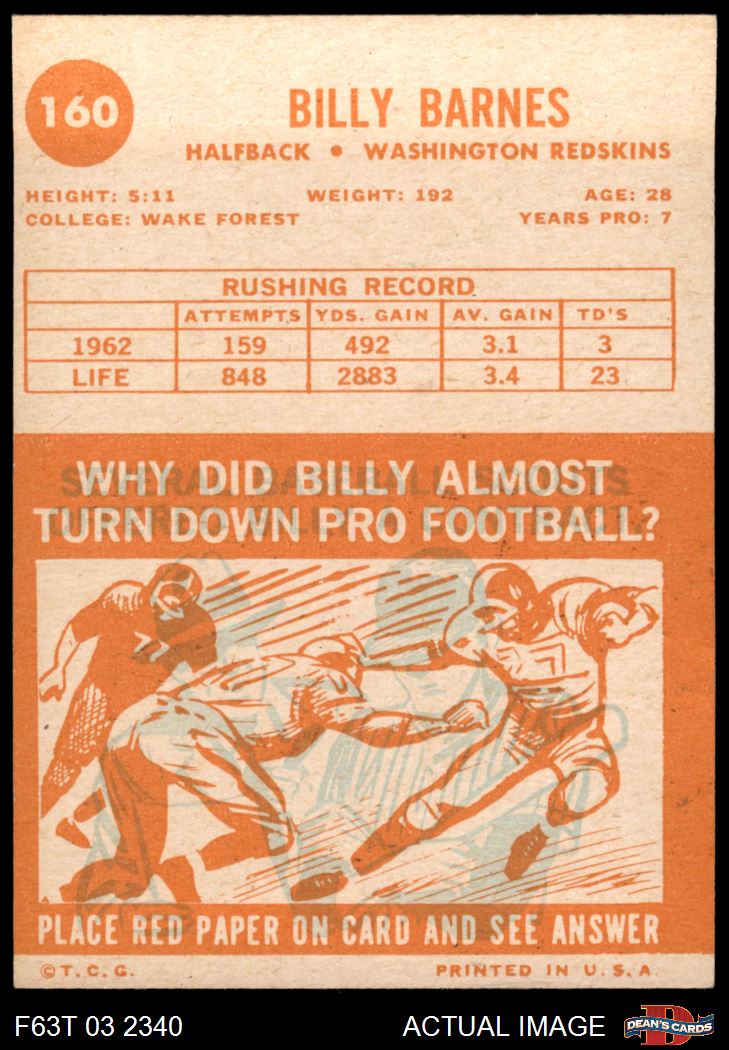 160
BILLY BARNES
HALFBACK • WASHINGTON REDSKINS
HEIGHT: 5:11 WEIGHT: 192 AGE: 28
COLLEGE: WAKE FOREST YEARS PRO: 7
RUSHING RECORD
ATTEMPTS YDS. GAIN AV. GAIN TD'S
1962 159 492 3.1 3
LIFE 848 2883 3.4 23
WHY DID BILLY ALMOST
SEVERAL BASEBALL SCOUTS
TURN DOWN PRO FOOTBALL?
PLACE RED PAPER ON CARD AND SEE ANSWER
©T.C.G. PRINTED IN U.S.A.
F63T 03 2340 ACTUAL IMAGE
D
DEAN'S CARDS